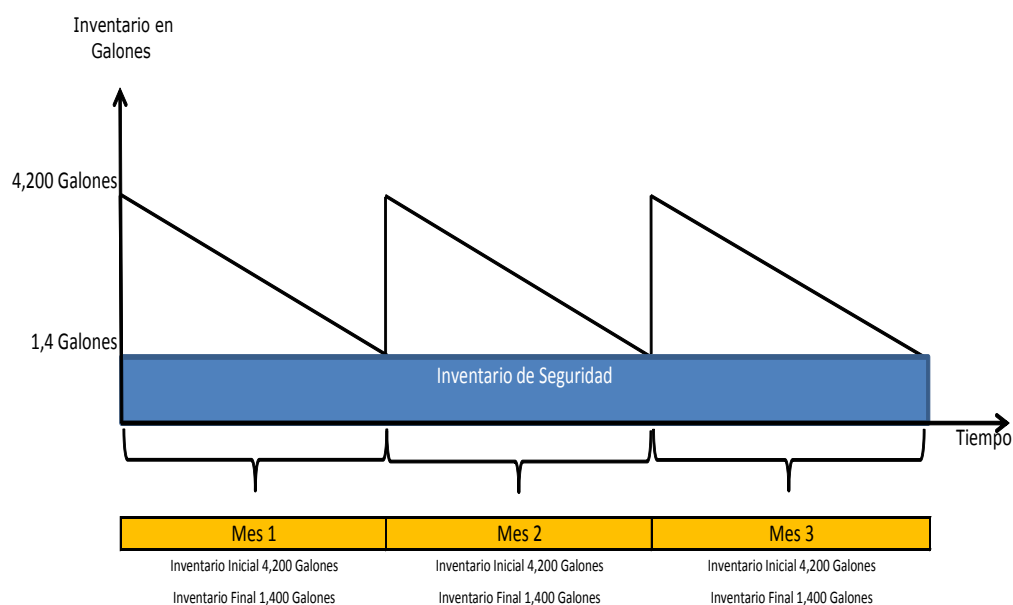 Inventario en
Galones
4,200 Galones
1,4 Galones
Inventario de Seguridad
Tiempo
Mes 1
Mes 2
Mes 3
Inventario Inicial 4,200 Galones
Inventario Inicial 4,200 Galones
Inventario Inicial 4,200 Galones
Inventario Final 1,400 Galones
Inventario Final 1,400 Galones
Inventario Final 1,400 Galones